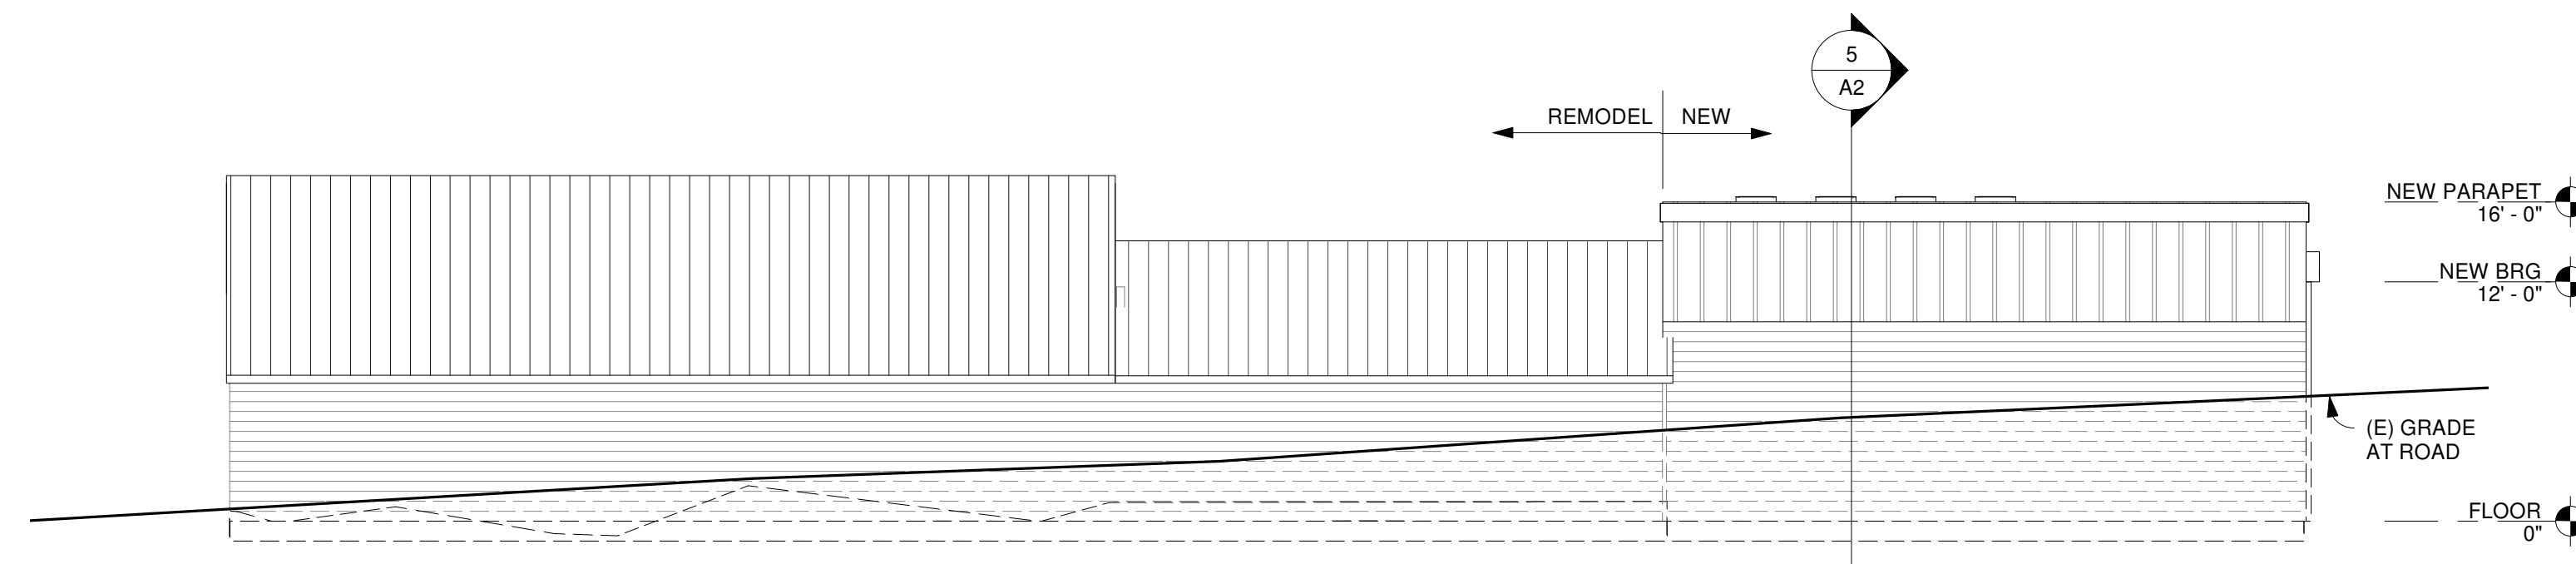 5
A2
REMODEL
NEW
NEW PARAPET
16' - 0"
NEW BRG
12' - 0"
(E) GRADE
AT ROAD
FLOOR
0"